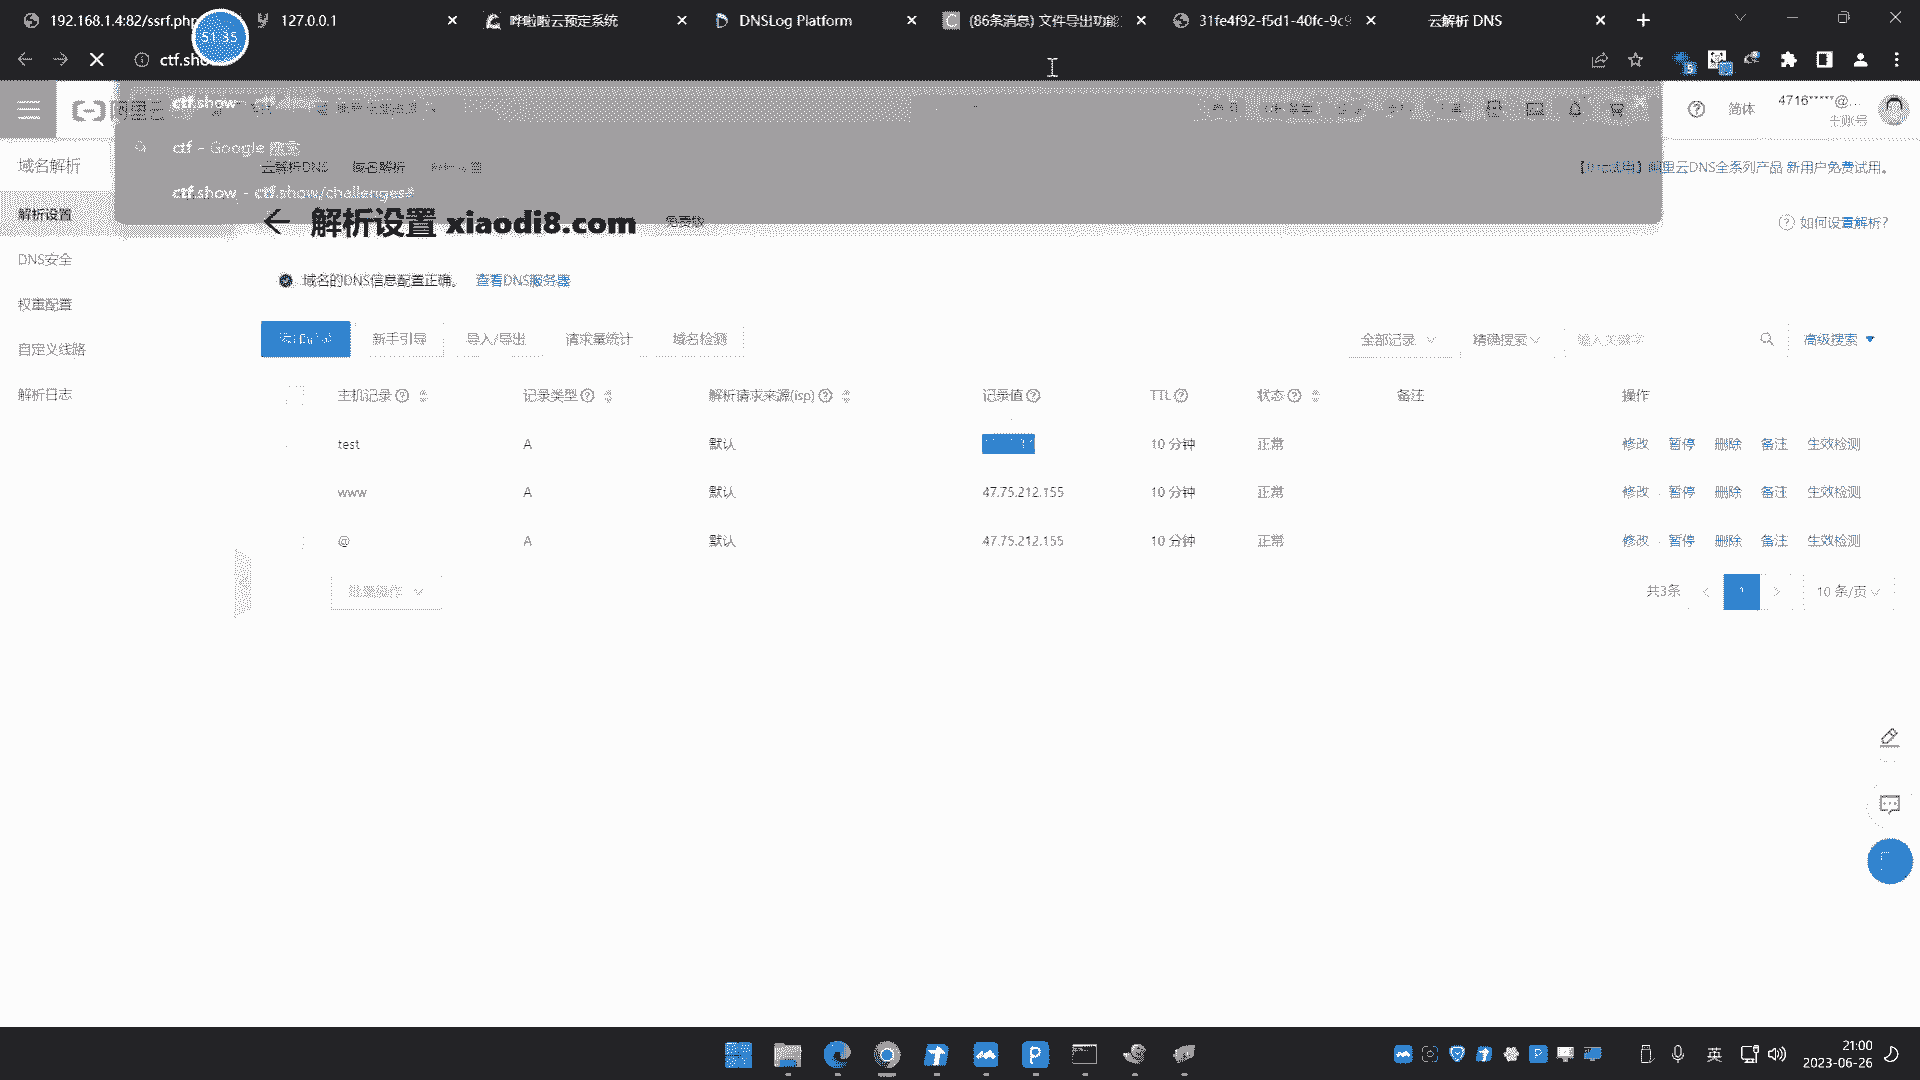 192.168.1.4:82/ssrf.php
127.0.0.1
哗啦啦云预定系统
DNSLog Platform
(86条消息) 文件导出功能
31fe4f92-f5d1-40fc-9c9
云解析 DNS
51:35
ctf.sho
ctf.show
ctf - Google 搜索
ctf.show - ctf.show/challenges#
简体
4716*****@...
主账号
域名解析
云解析DNS
域名解析
阿里云DNS全系列产品 新用户免费试用。
解析设置
解析设置 xiaodi8.com
免费版
如何设置解析?
DNS安全
权重配置
自定义线路
解析日志
域名的DNS信息配置正确。 查看DNS服务器
新手引导
导入/导出
请求量统计
域名检测
全部记录
精确搜索
输入关键字
高级搜索
主机记录 记录类型 解析请求来源(isp) 记录值 TTL 状态 备注 操作
test A 默认 10 分钟 正常 修改 暂停 删除 备注 生效检测
www A 默认 47.75.212.155 10 分钟 正常 修改 暂停 删除 备注 生效检测
@ A 默认 47.75.212.155 10 分钟 正常 修改 暂停 删除 备注 生效检测
批量操作
共3条
1
10 条/页
英
21:00
2023-06-26